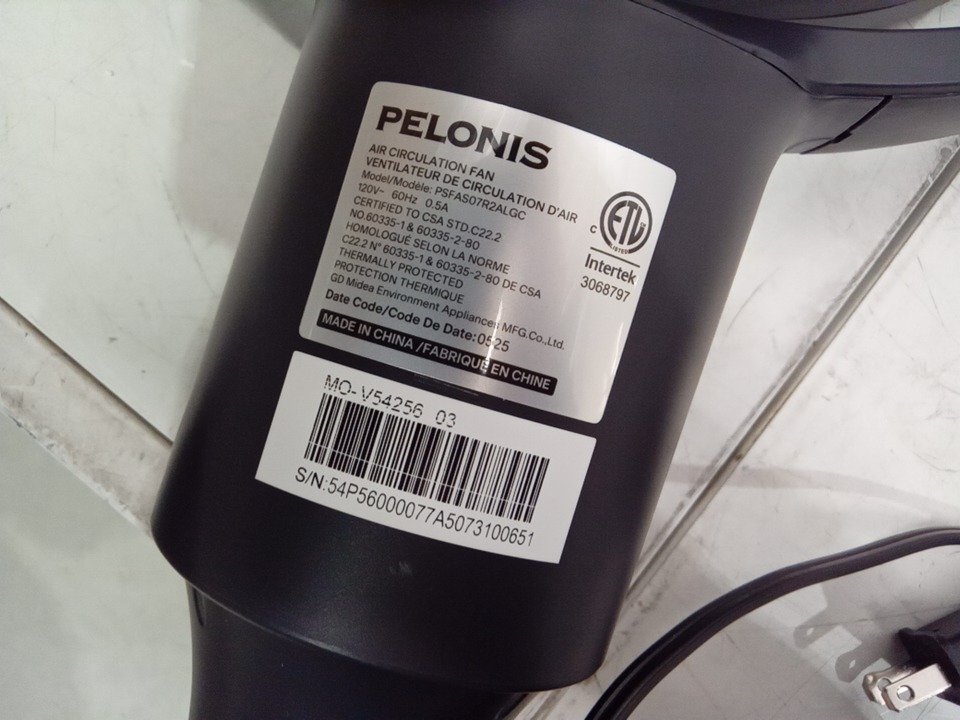 PELONIS
AIR CIRCULATION FAN
VENTILATEUR DE CIRCULATION D'AIR
Model/Modèle: PSFAS07R2ALGC
120V~ 60Hz 0.5A
CERTIFIED TO CSA STD.C22.2
NO.60335-1 & 60335-2-80
HOMOLOGUÉ SELON LA NORME
C22.2 N° 60335-1 & 60335-2-80 DE CSA
THERMALLY PROTECTED
PROTECTION THERMIQUE
GD Midea Environment Appliances MFG.Co.,Ltd.
Date Code/Code De Date:0525
MADE IN CHINA /FABRIQUÉ EN CHINE
C
ETL
LISTED
Intertek
3068797
MO-V54256 03
S/N:54P56000077A5073100651